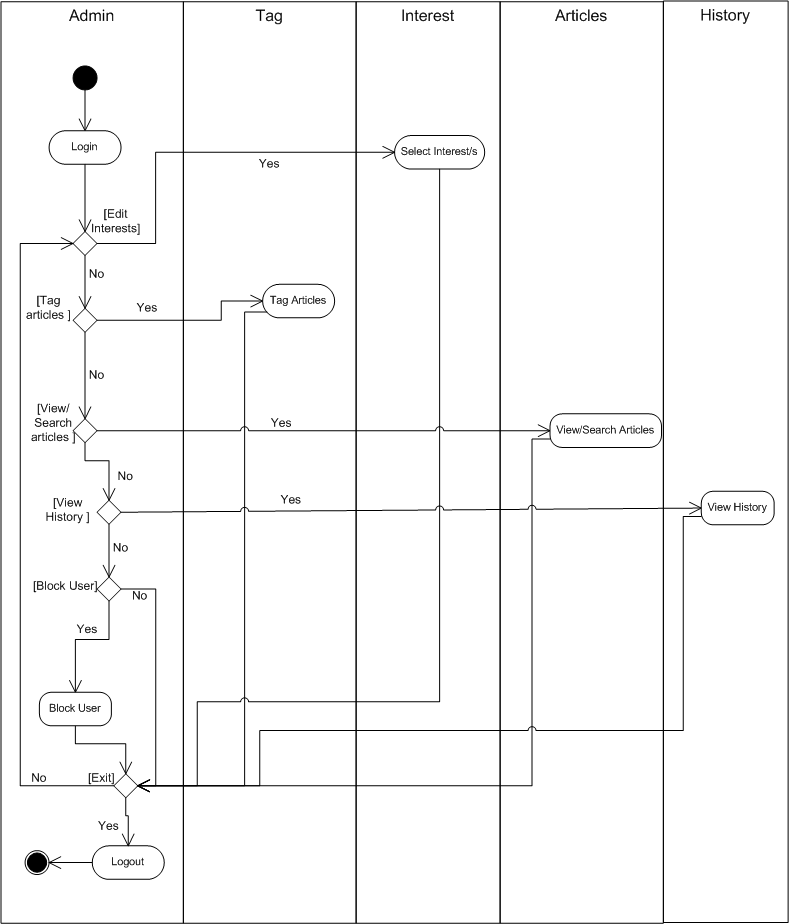 Admin
Tag
Interest
Articles
History
Login
Yes
Select Interest/s
[Edit
Interests]
No
[Tag
articles ]
Yes
Tag Articles
No
[View/
Search
articles ]
Yes
View/Search Articles
No
[View
History ]
Yes
View History
No
[Block User]
No
Yes
Block User
No
[Exit]
Yes
Logout